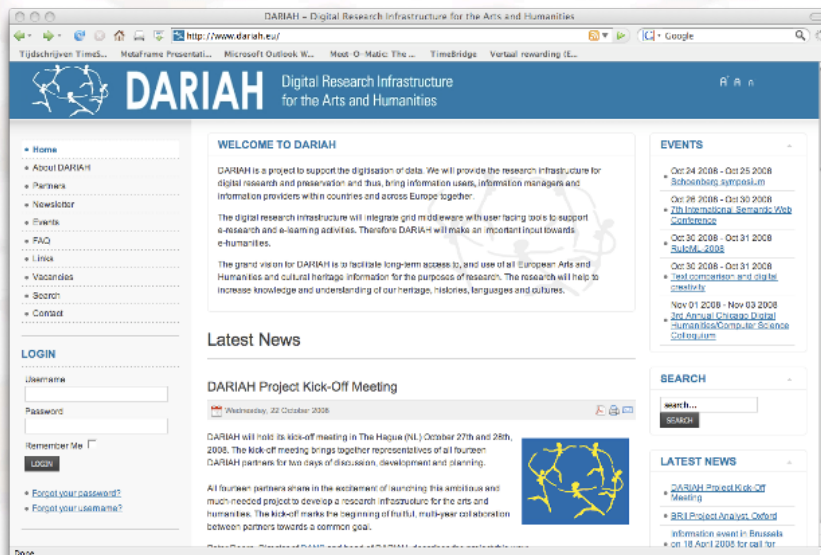 DARIAH – Digital Research Infrastructure for the Arts and Humanities
http://www.dariah.eu/
Google
Tijdschrijven TimeS... Metaframe Presentati... Microsoft Outlook W... Meet-O-Matic: The ... TimeBridge Vertaal rewarding (E...
DARIAH
Digital Research Infrastructure
for the Arts and Humanities
Home
About DARIAH
Partners
Newsletter
Events
FAQ
Links
Vacancies
Search
Contact
LOGIN
Username
Password
Remember Me
LOGIN
Forgot your password?
Forgot your username?
WELCOME TO DARIAH
DARIAH is a project to support the digitisation of data. We will provide the research infrastructure for
digital research and preservation and thus, bring information users, information managers and
information providers within countries and across Europe together.
The digital research infrastructure will integrate grid middleware with user facing tools to support
e-research and e-learning activities. Therefore DARIAH will make an important input towards
e-humanities.
The grand vision for DARIAH is to facilitate long-term access to, and use of all European Arts and
Humanities and cultural heritage information for the purposes of research. The research will help to
increase knowledge and understanding of our heritage, histories, languages and cultures.
Latest News
DARIAH Project Kick-Off Meeting
Wednesday, 22 October 2008
DARIAH will hold its kick-off meeting in The Hague (NL) October 27th and 28th,
2008. The kick-off meeting brings together representatives of all fourteen
DARIAH partners for two days of discussion, development and planning.
All fourteen partners share in the excitement of launching this ambitious and
much-needed project to develop a research infrastructure for the arts and
humanities. The kick-off marks the beginning of fruitful, multi-year collaboration
between partners towards a common goal.
EVENTS
Oct 24 2008 - Oct 25 2008
Schoenberg symposium
Oct 26 2008 - Oct 30 2008
7th International Semantic Web
Conference
Oct 30 2008 - Oct 31 2008
RuleML 2008
Oct 30 2008 - Oct 31 2008
Text comparison and digital
creativity
Nov 01 2008 - Nov 03 2008
3rd Annual Chicago Digital
Humanities/Computer Science
Colloquium
SEARCH
search...
SEARCH
LATEST NEWS
DARIAH Project Kick-Off
Meeting
BRII Project Analyst, Oxford
Information event in Brussels
on 18 April 2008 for call for
Done